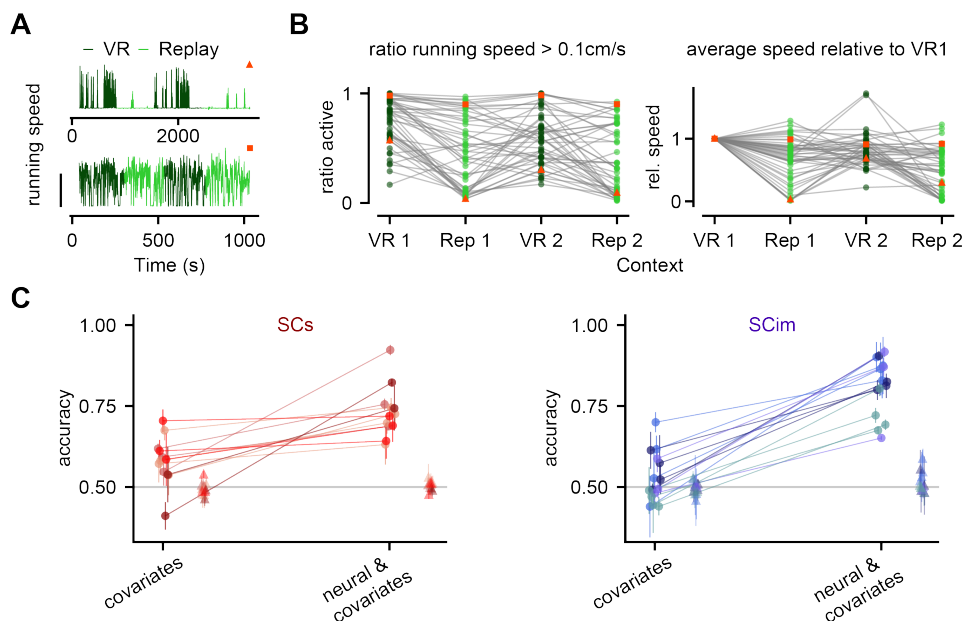 A
— VR — Replay
running speed
0
2000
0
500
1000
Time (s)
B
ratio running speed > 0.1cm/s
average speed relative to VR1
ratio active
1
0
VR 1
Rep 1
VR 2
Rep 2
rel. speed
1
0
VR 1
Rep 1
VR 2
Rep 2
Context
C
SCs
accuracy
1.00
0.75
0.50
covariates
neural &
covariates
SCim
accuracy
1.00
0.75
0.50
covariates
neural &
covariates